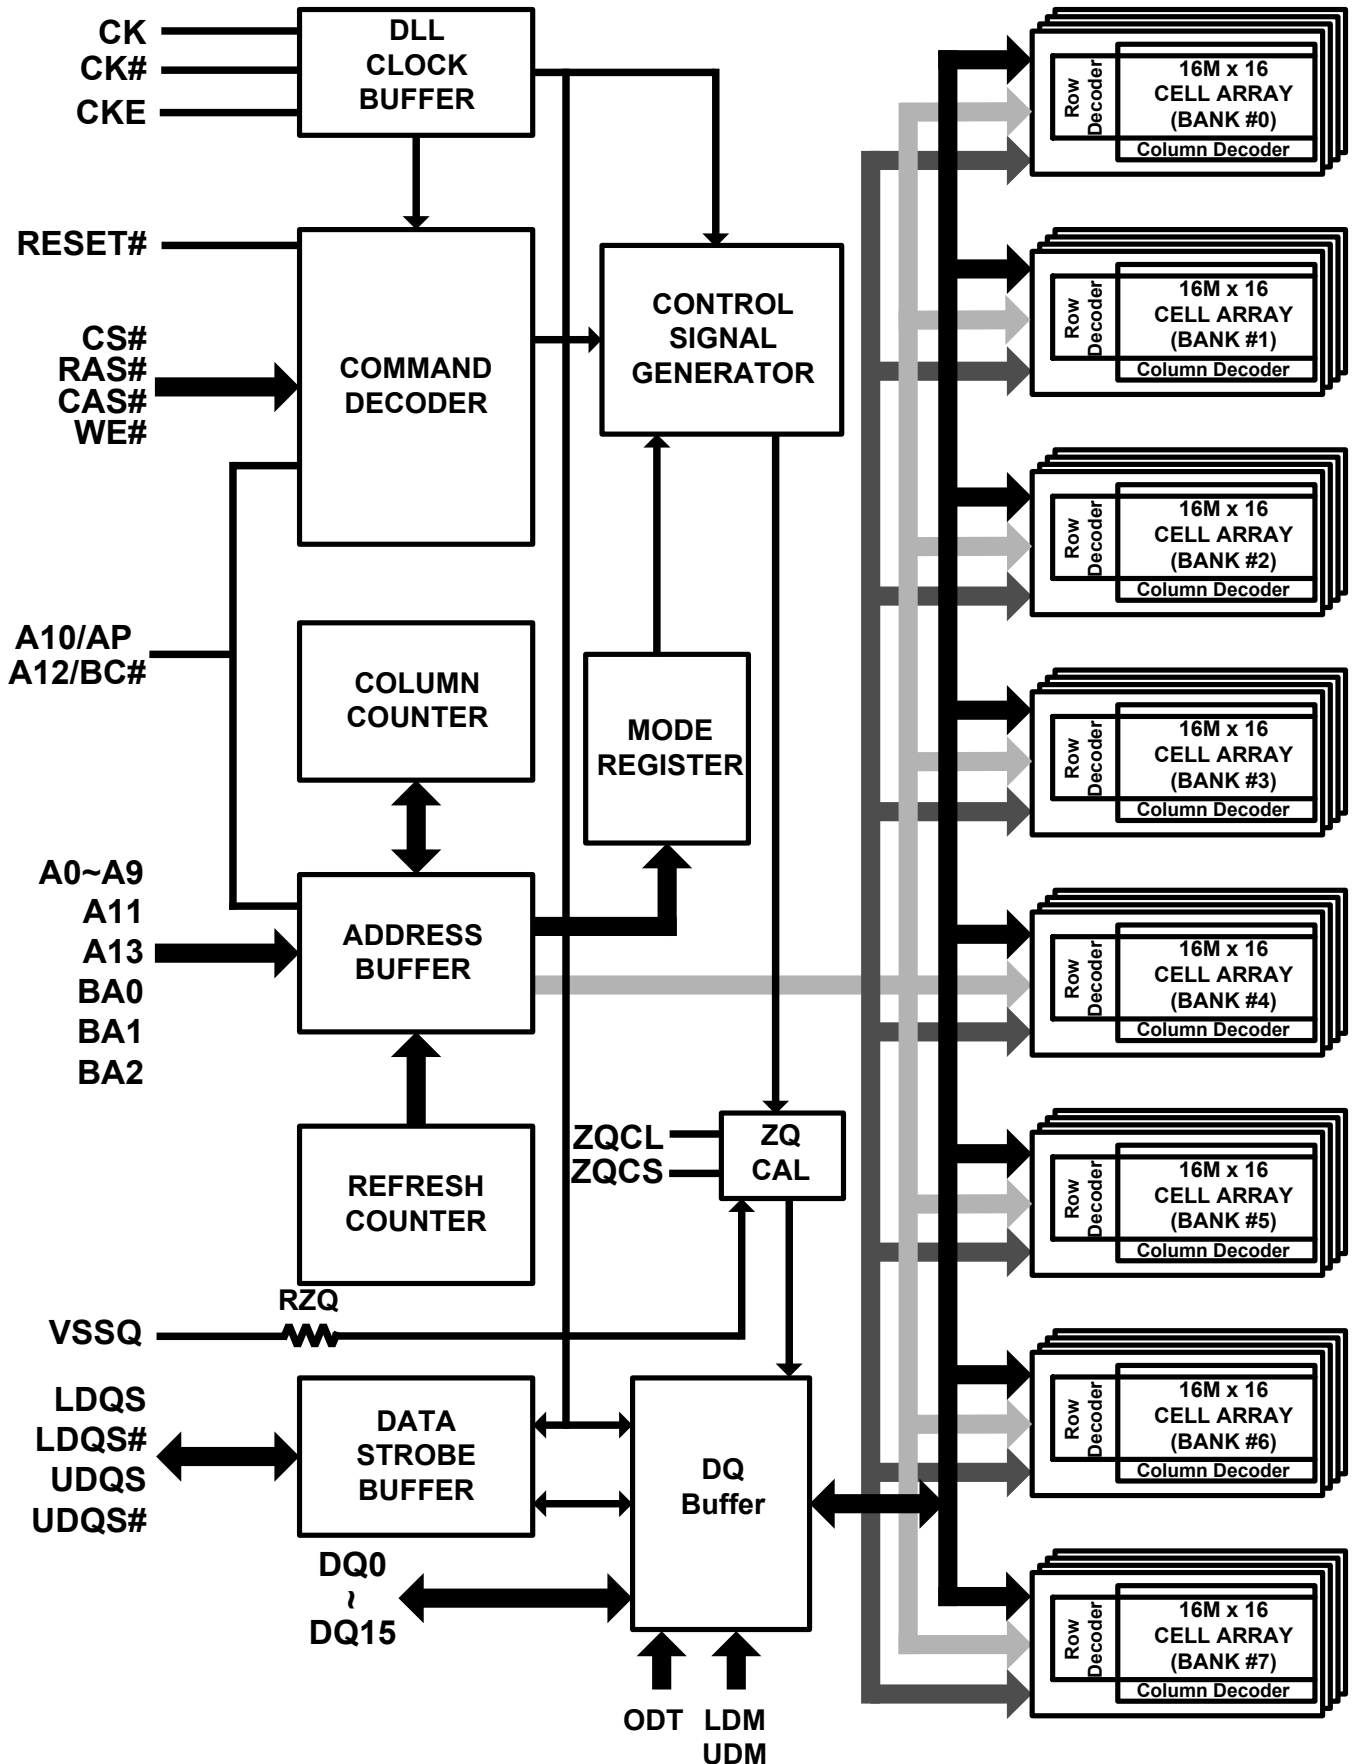 CK
CK#
CKE
DLL
CLOCK
BUFFER
RESET#
CS#
RAS#
CAS#
WE#
COMMAND
DECODER
CONTROL
SIGNAL
GENERATOR
A10/AP
A12/BC#
COLUMN
COUNTER
MODE
REGISTER
A0~A9
A11
A13
BA0
BA1
BA2
ADDRESS
BUFFER
REFRESH
COUNTER
ZQCL
ZQCS
ZQ
CAL
RZQ
VSSQ
LDQS
LDQS#
UDQS
UDQS#
DATA
STROBE
BUFFER
DQ
Buffer
DQ0
~
DQ15
ODT
LDM
UDM
Row
Decoder
16M x 16
CELL ARRAY
(BANK #0)
Column Decoder
Row
Decoder
16M x 16
CELL ARRAY
(BANK #1)
Column Decoder
Row
Decoder
16M x 16
CELL ARRAY
(BANK #2)
Column Decoder
Row
Decoder
16M x 16
CELL ARRAY
(BANK #3)
Column Decoder
Row
Decoder
16M x 16
CELL ARRAY
(BANK #4)
Column Decoder
Row
Decoder
16M x 16
CELL ARRAY
(BANK #5)
Column Decoder
Row
Decoder
16M x 16
CELL ARRAY
(BANK #6)
Column Decoder
Row
Decoder
16M x 16
CELL ARRAY
(BANK #7)
Column Decoder